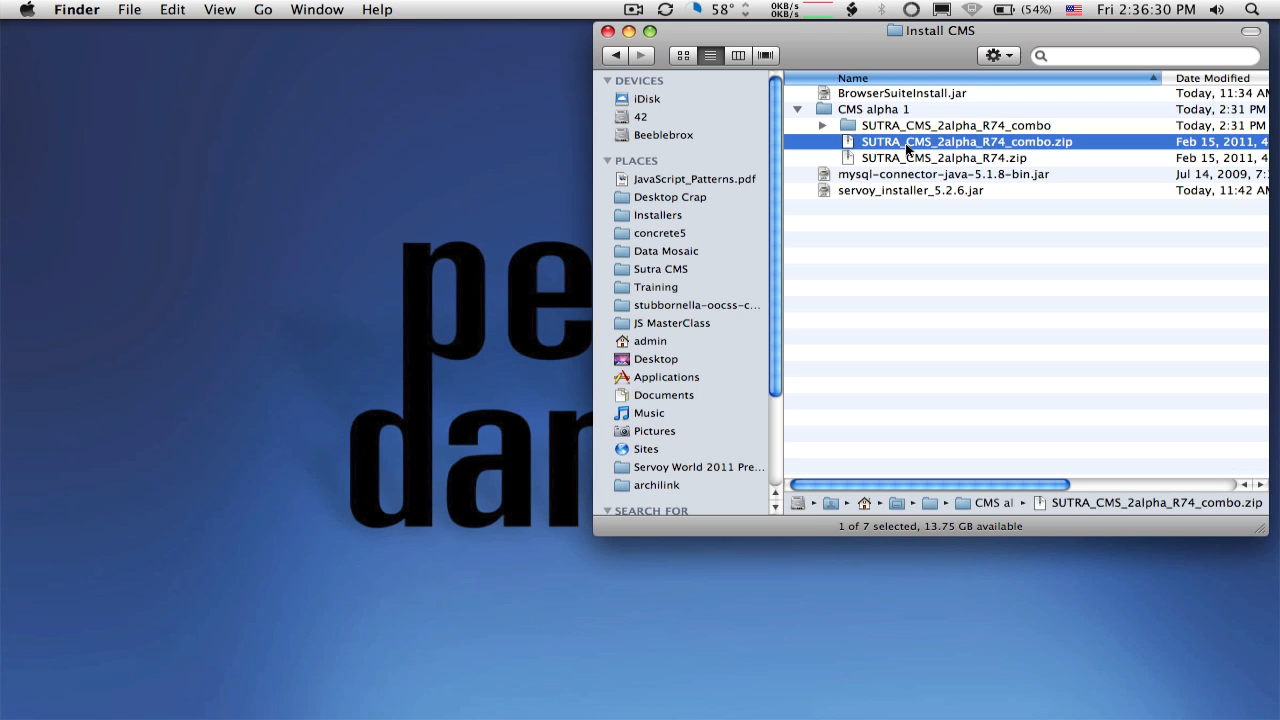 Finder File Edit View Go Window Help 58° 0KB/s 0KB/s (54%) Fri 2:36:30 PM
Install CMS
Name Date Modified
DEVICES
iDisk
42
Beeblebrox
PLACES
JavaScript_Patterns.pdf
Desktop Crap
Installers
concrete5
Data Mosaic
Sutra CMS
Training
stubbornella-oocss-c...
JS MasterClass
admin
Desktop
Applications
Documents
Music
Pictures
Sites
Servoy World 2011 Pre...
archilink
SEARCH FOR
BrowserSuiteInstall.jar Today, 11:34 AM
CMS alpha 1 Today, 2:31 PM
SUTRA_CMS_2alpha_R74_combo Today, 2:31 PM
SUTRA_CMS_2alpha_R74_combo.zip Feb 15, 2011, 4
SUTRA_CMS_2alpha_R74.zip Feb 15, 2011, 4
mysql-connector-java-5.1.8-bin.jar Jul 14, 2009, 7:
servoy_installer_5.2.6.jar Today, 11:42 AM
CMS al SUTRA_CMS_2alpha_R74_combo.zip
1 of 7 selected, 13.75 GB available
pe
dan